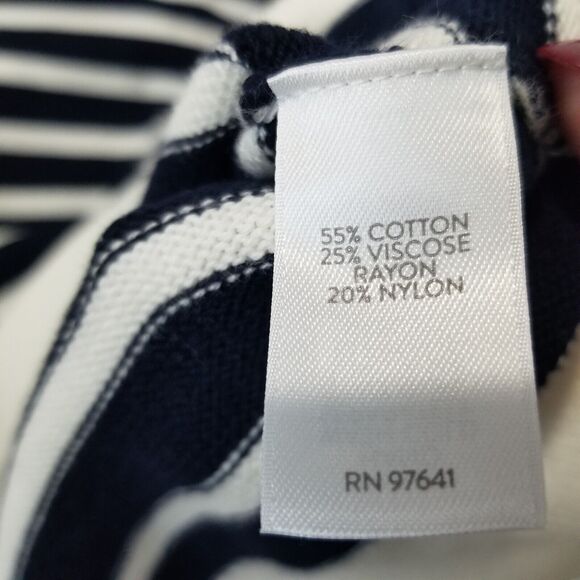 55% COTTON
25% VISCOSE
RAYON
20% NYLON
RN 97641